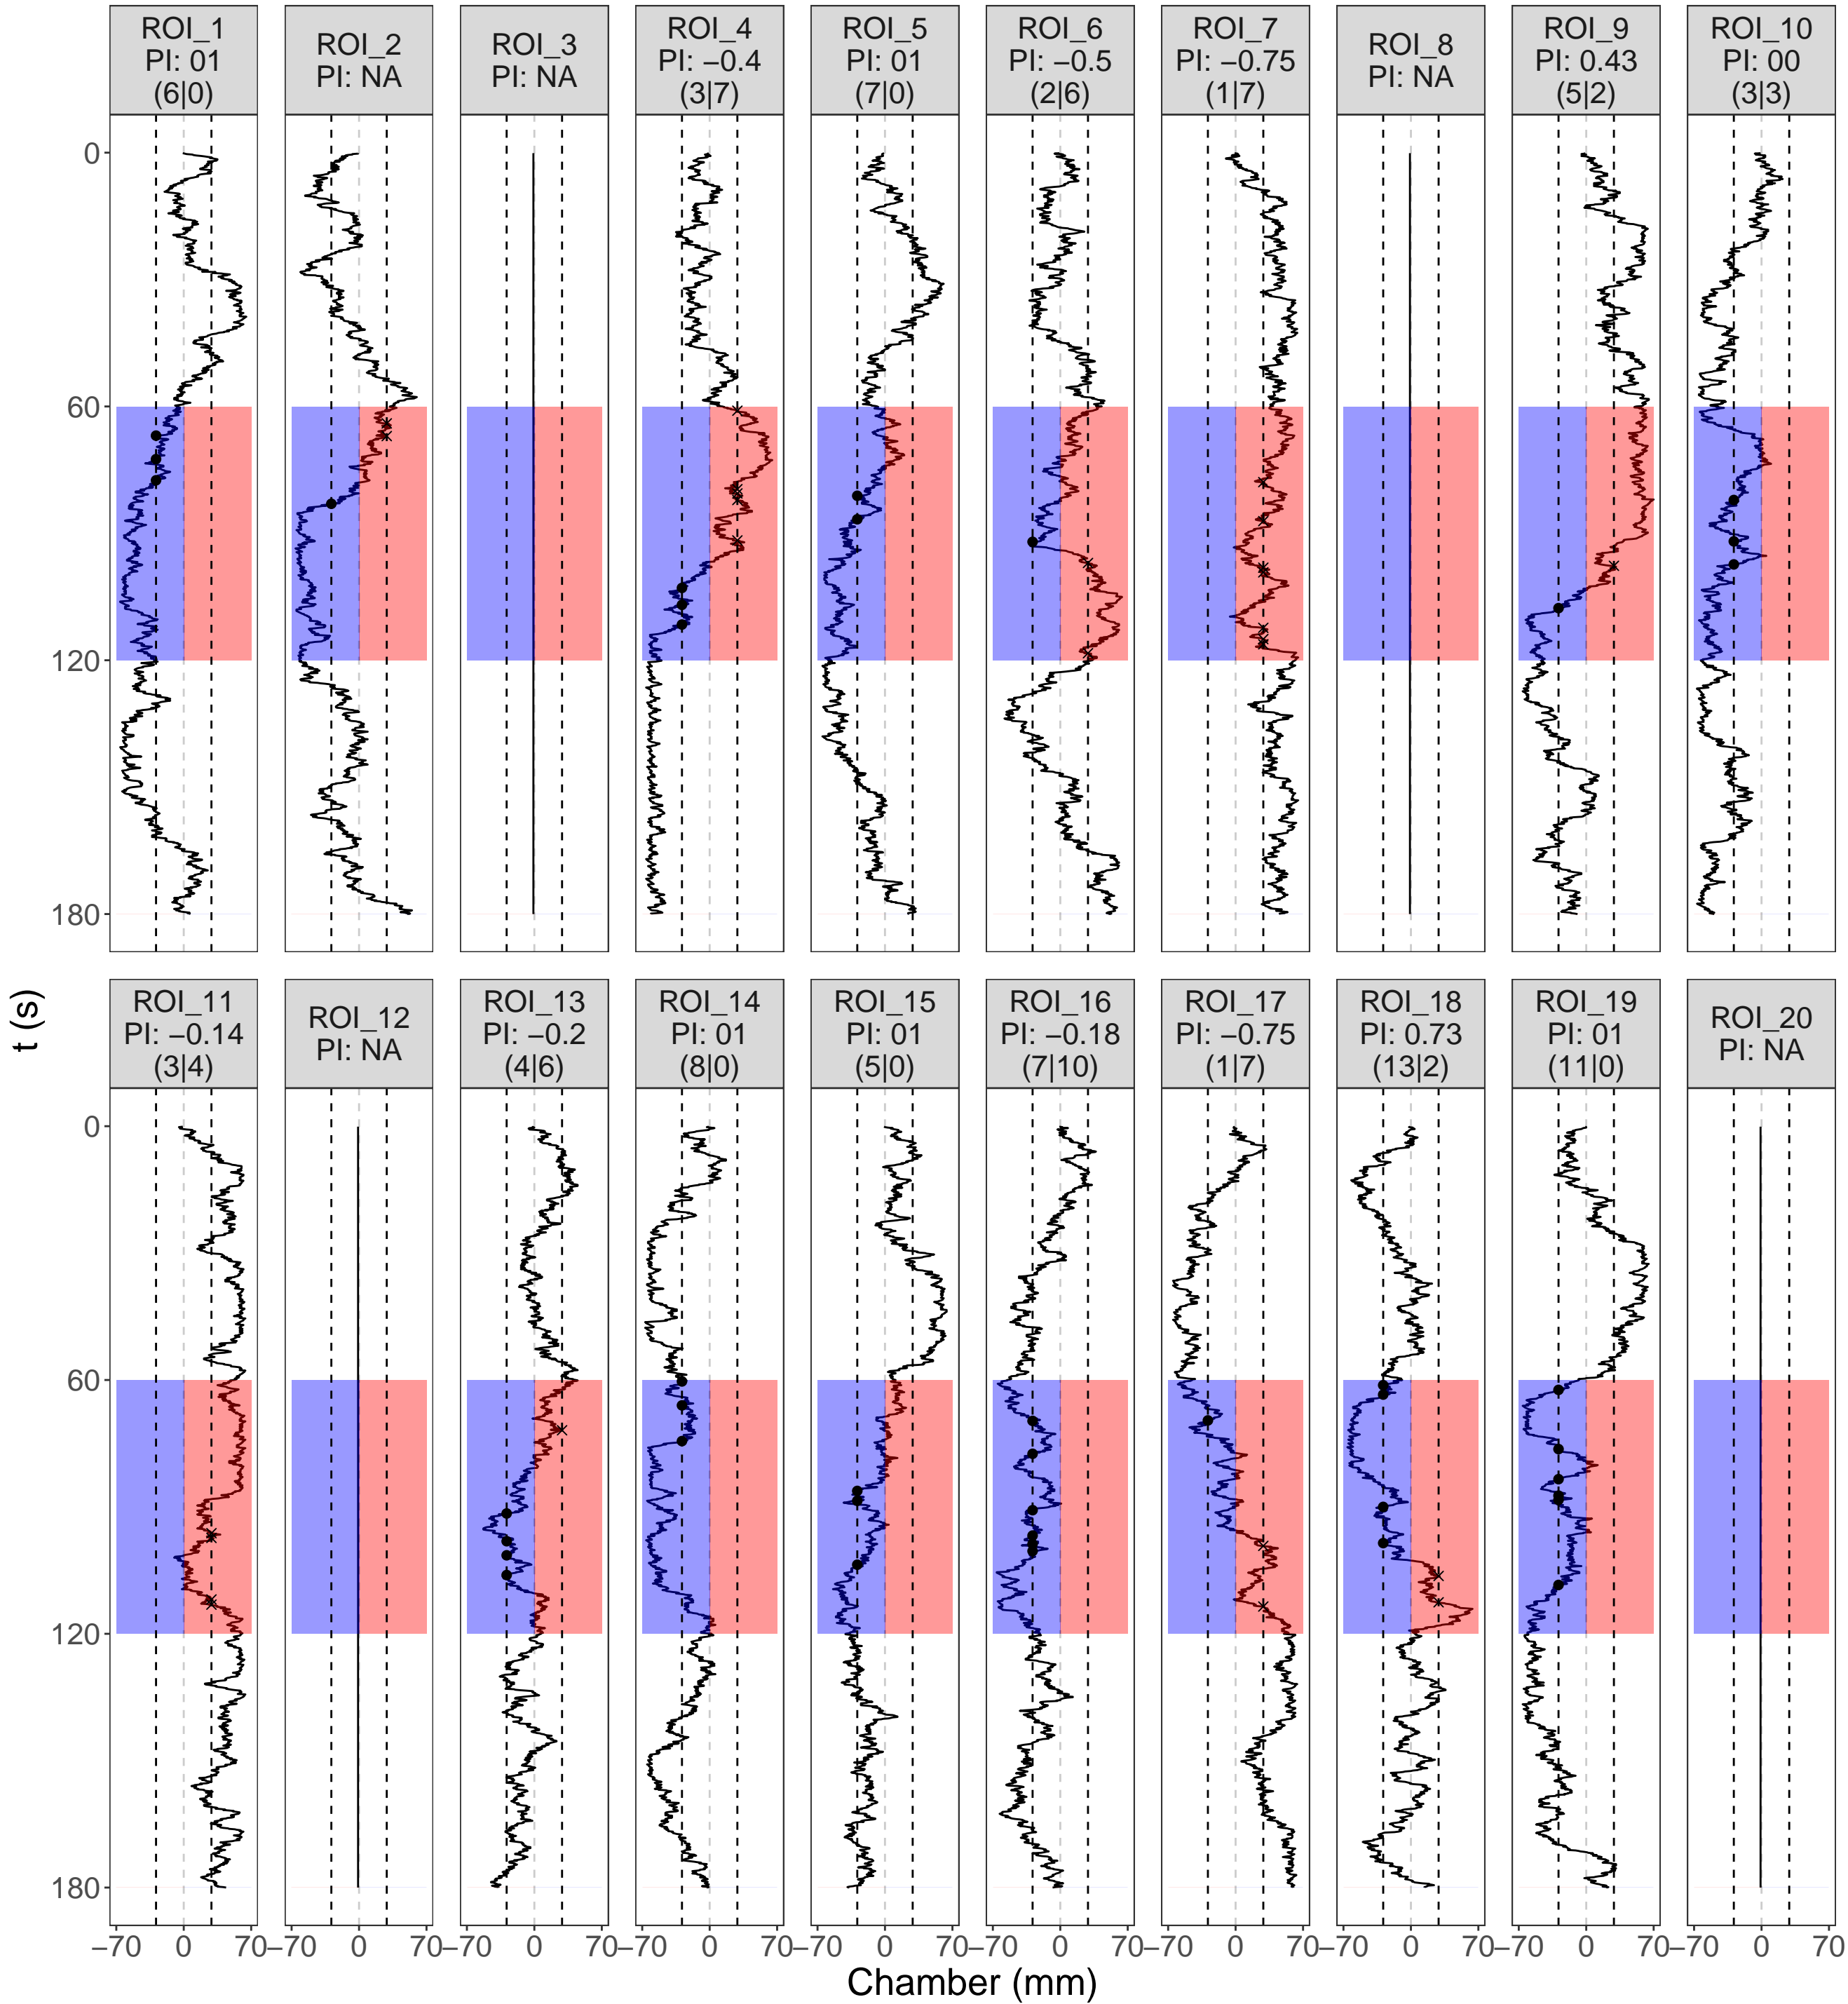 ROI_1
PI: 01
(6|0)
ROI_2
PI: NA
ROI_3
PI: NA
ROI_4
PI: −0.4
(3|7)
ROI_5
PI: 01
(7|0)
ROI_6
PI: −0.5
(2|6)
ROI_7
PI: −0.75
(1|7)
ROI_8
PI: NA
ROI_9
PI: 0.43
(5|2)
ROI_10
PI: 00
(3|3)
0
60
120
180
t (s)
ROI_11
PI: −0.14
(3|4)
ROI_12
PI: NA
ROI_13
PI: −0.2
(4|6)
ROI_14
PI: 01
(8|0)
ROI_15
PI: 01
(5|0)
ROI_16
PI: −0.18
(7|10)
ROI_17
PI: −0.75
(1|7)
ROI_18
PI: 0.73
(13|2)
ROI_19
PI: 01
(11|0)
ROI_20
PI: NA
0
60
120
180
−70 0 70 −70 0 70 −70 0 70 −70 0 70 −70 0 70 −70 0 70 −70 0 70 −70 0 70 −70 0 70 −70 0 70
Chamber (mm)